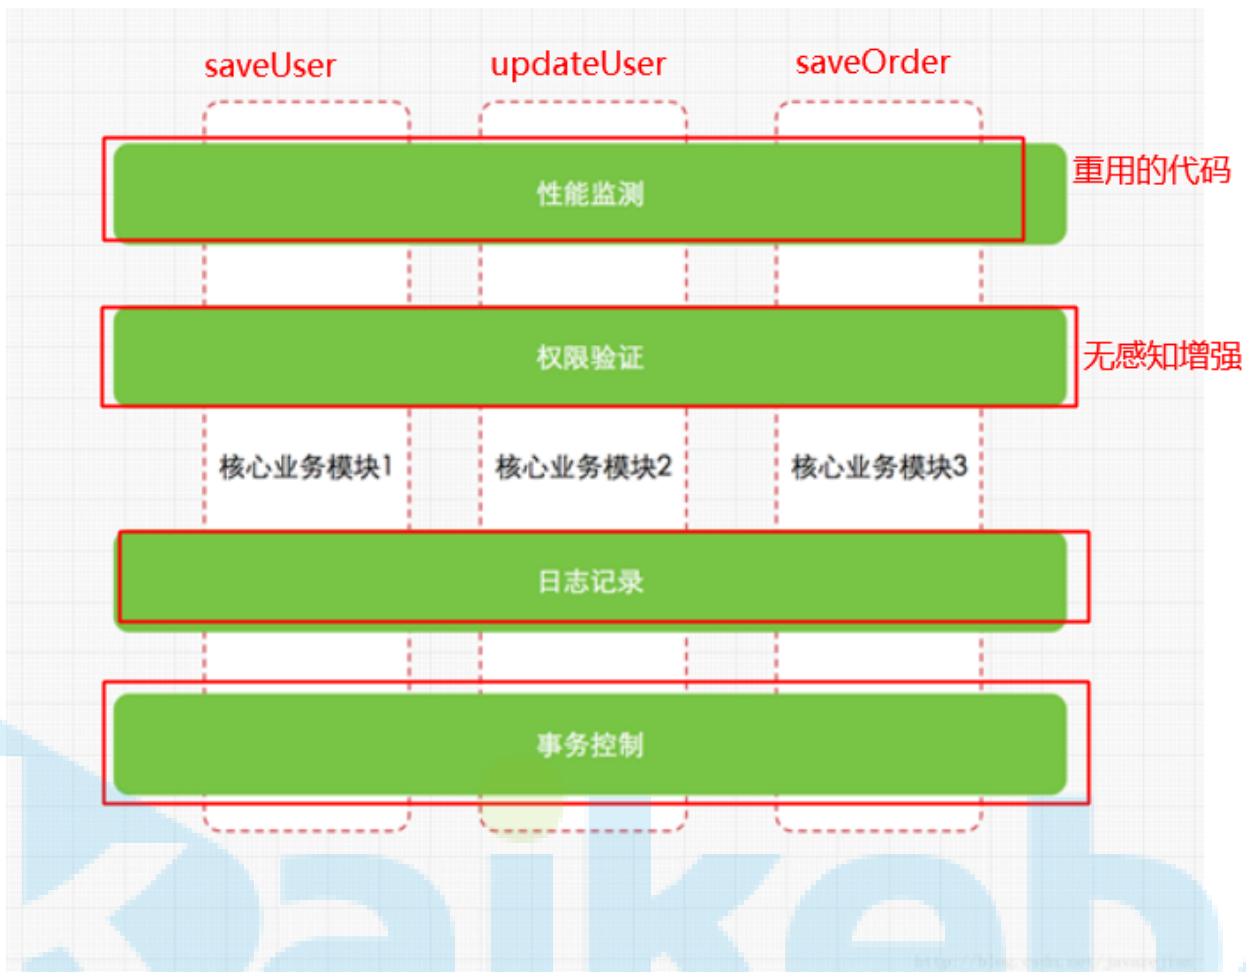 saveUser
updateUser
saveOrder
性能监测
重用的代码
权限验证
无感知增强
核心业务模块1
核心业务模块2
核心业务模块3
日志记录
事务控制
aikeb